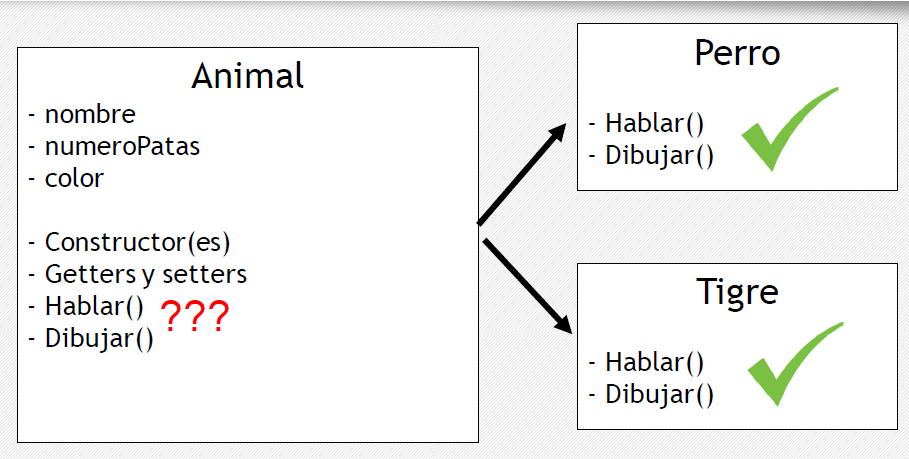 Animal
- nombre
- numeroPatas
- color
- Constructor(es)
- Getters y setters
- Hablar()
- Dibujar()
???
Perro
- Hablar()
- Dibujar()
Tigre
- Hablar()
- Dibujar()